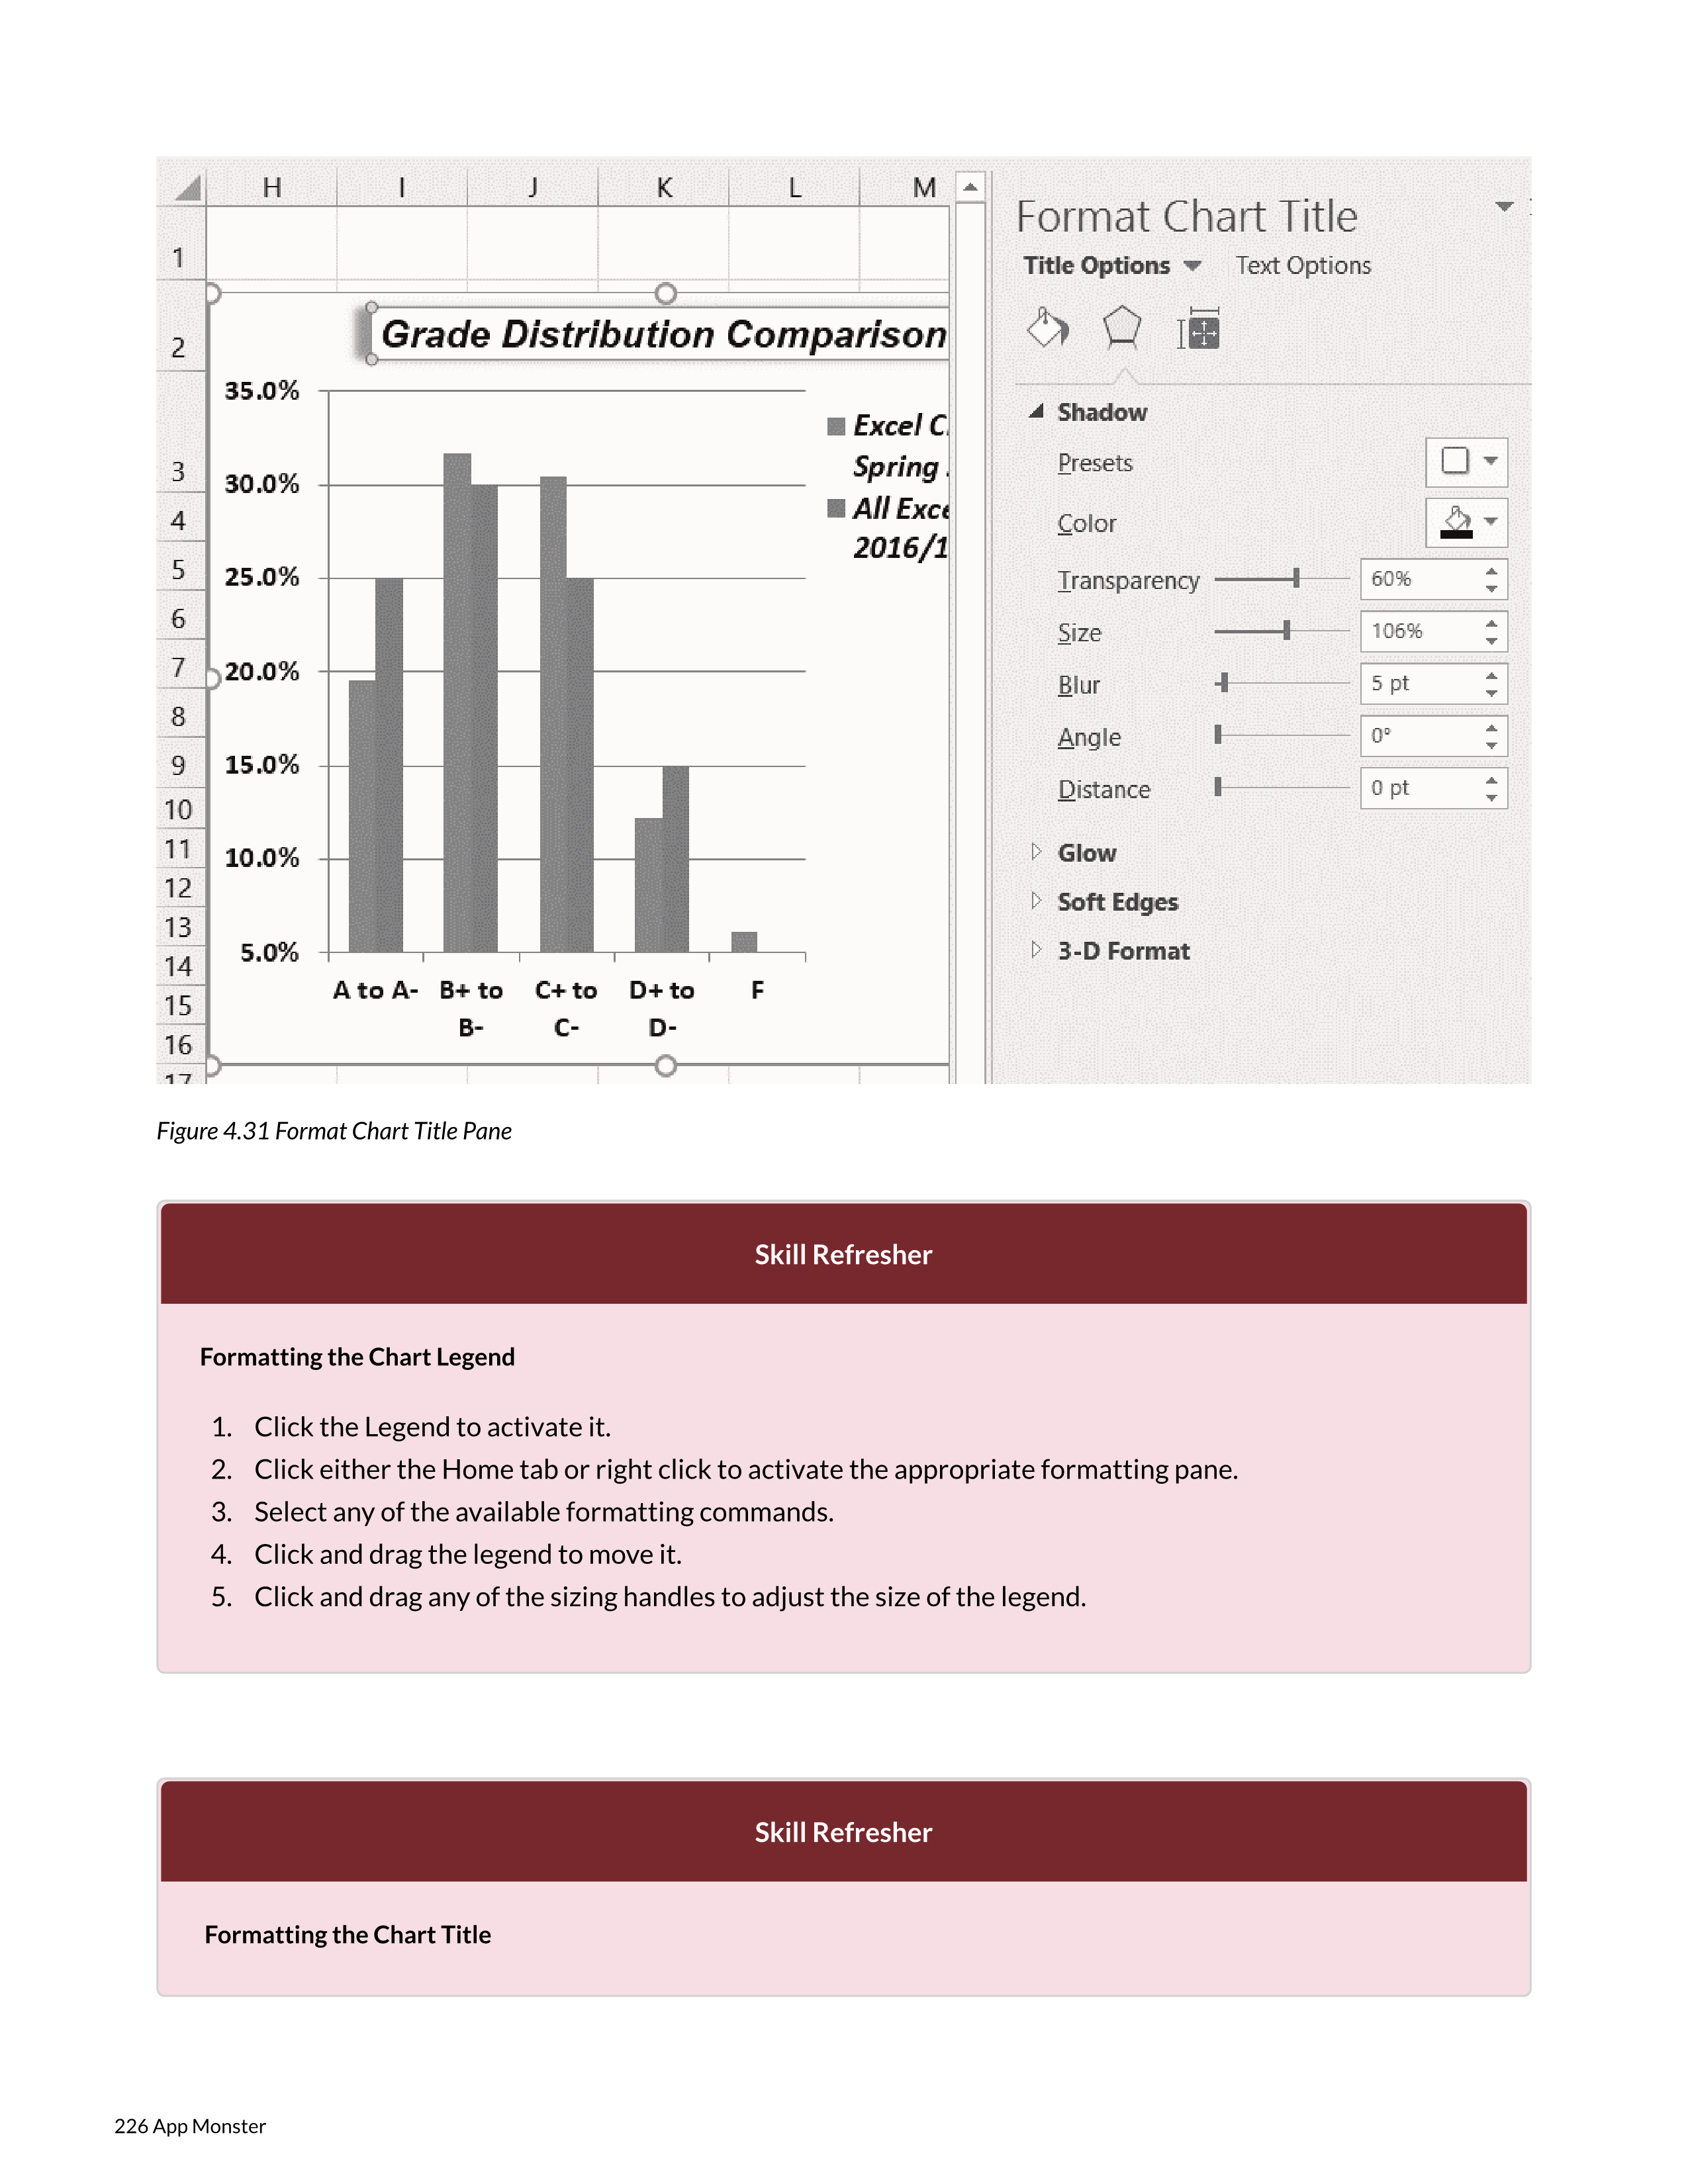 H I J K L M
1
2
3
4
5
6
7
8
9
10
11
12
13
14
15
16
17
Grade Distribution Comparison
35.0%
30.0%
25.0%
20.0%
15.0%
10.0%
5.0%
A to A- B+ to C+ to D+ to F
B- C- D-
Excel C
Spring
All Exce
2016/1
Format Chart Title
Title Options Text Options
Shadow
Presets
Color
Transparency 60%
Size 106%
Blur 5 pt
Angle 0°
Distance 0 pt
Glow
Soft Edges
3-D Format
Figure 4.31 Format Chart Title Pane
Skill Refresher
Formatting the Chart Legend
1. Click the Legend to activate it.
2. Click either the Home tab or right click to activate the appropriate formatting pane.
3. Select any of the available formatting commands.
4. Click and drag the legend to move it.
5. Click and drag any of the sizing handles to adjust the size of the legend.
Skill Refresher
Formatting the Chart Title
226 App Monster